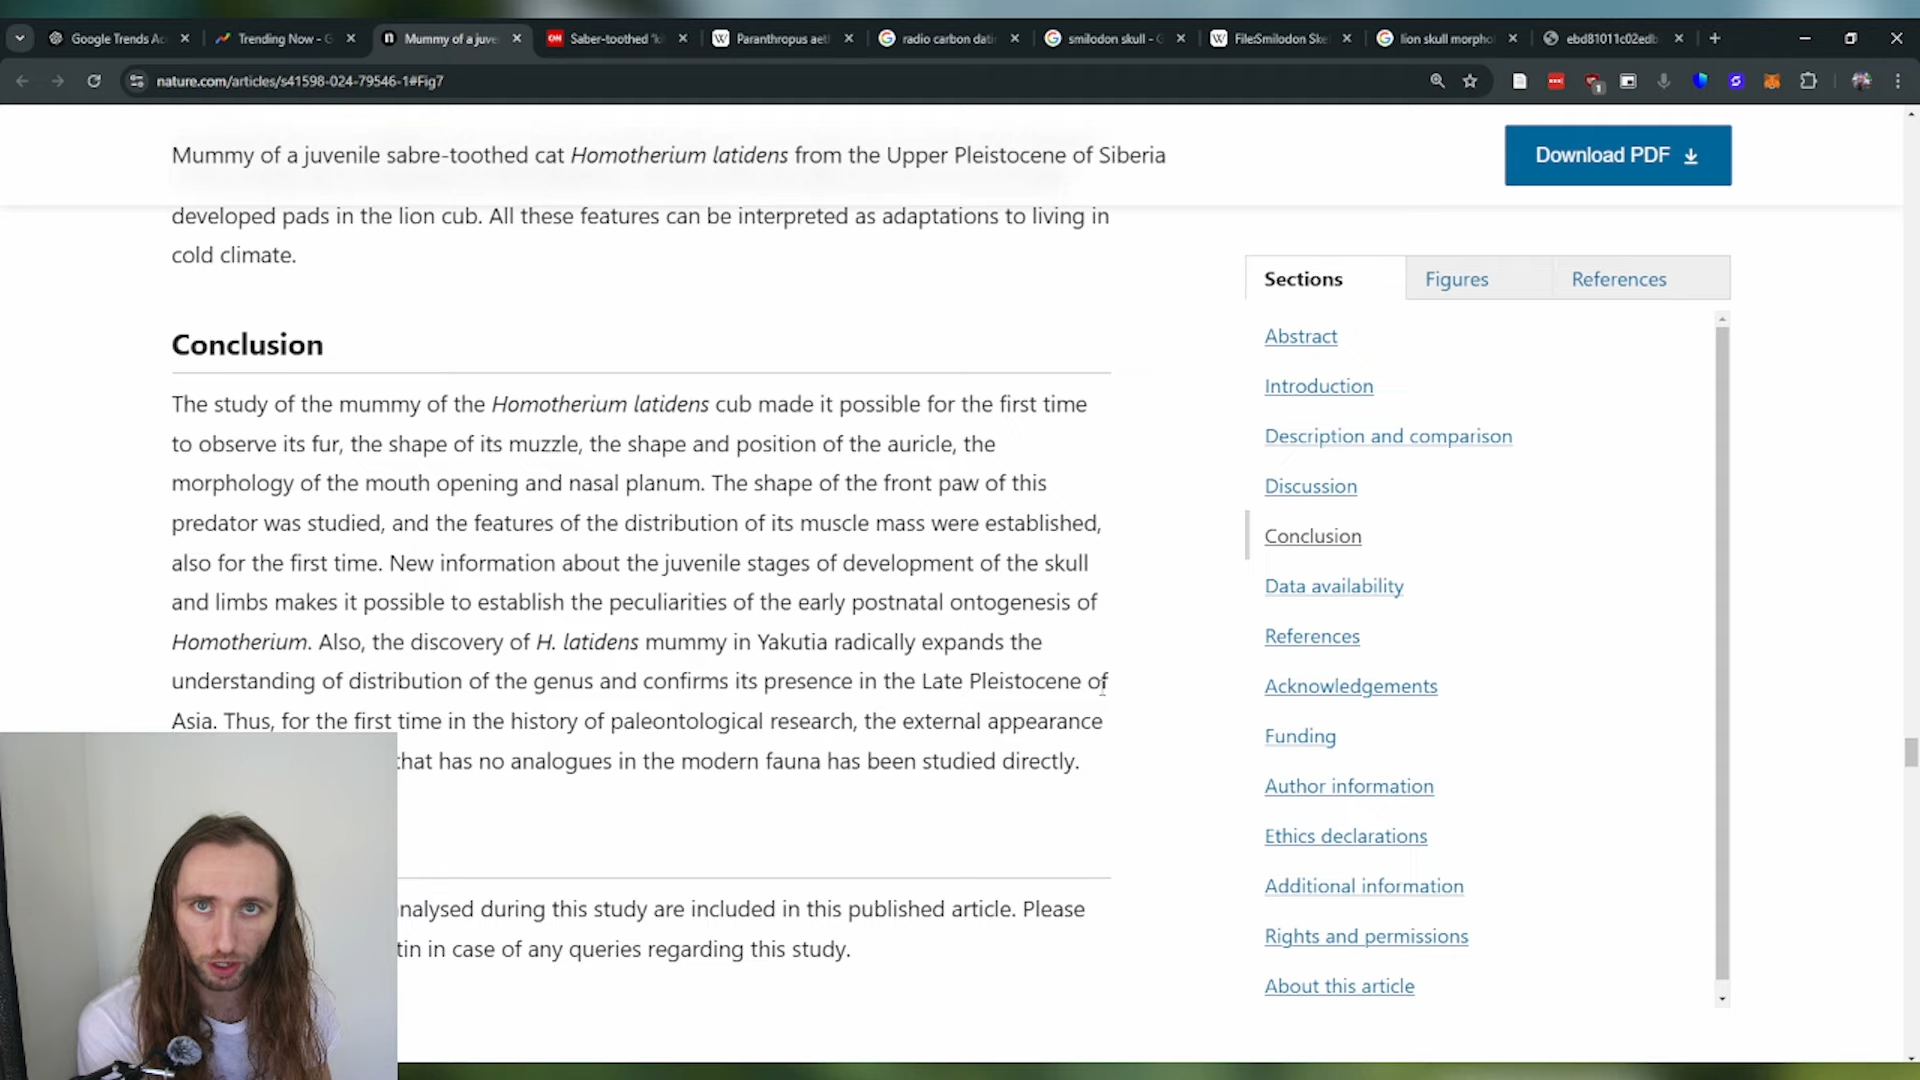 Google Trends Ac
Trending Now - G
Mummy of a juve
Saber-toothed 'ki
Paranthropus aet
radio carbon dati
smilodon skull - G
FileSmilodon Ske
lion skull morpho
ebd81011c02edb
nature.com/articles/s41598-024-79546-1#Fig7
Mummy of a juvenile sabre-toothed cat Homotherium latidens from the Upper Pleistocene of Siberia
Download PDF
developed pads in the lion cub. All these features can be interpreted as adaptations to living in
cold climate.
Conclusion
The study of the mummy of the Homotherium latidens cub made it possible for the first time
to observe its fur, the shape of its muzzle, the shape and position of the auricle, the
morphology of the mouth opening and nasal planum. The shape of the front paw of this
predator was studied, and the features of the distribution of its muscle mass were established,
also for the first time. New information about the juvenile stages of development of the skull
and limbs makes it possible to establish the peculiarities of the early postnatal ontogenesis of
Homotherium. Also, the discovery of H. latidens mummy in Yakutia radically expands the
understanding of distribution of the genus and confirms its presence in the Late Pleistocene of
Asia. Thus, for the first time in the history of paleontological research, the external appearance
that has no analogues in the modern fauna has been studied directly.
nalysed during this study are included in this published article. Please
tin in case of any queries regarding this study.
Sections
Figures
References
Abstract
Introduction
Description and comparison
Discussion
Conclusion
Data availability
References
Acknowledgements
Funding
Author information
Ethics declarations
Additional information
Rights and permissions
About this article